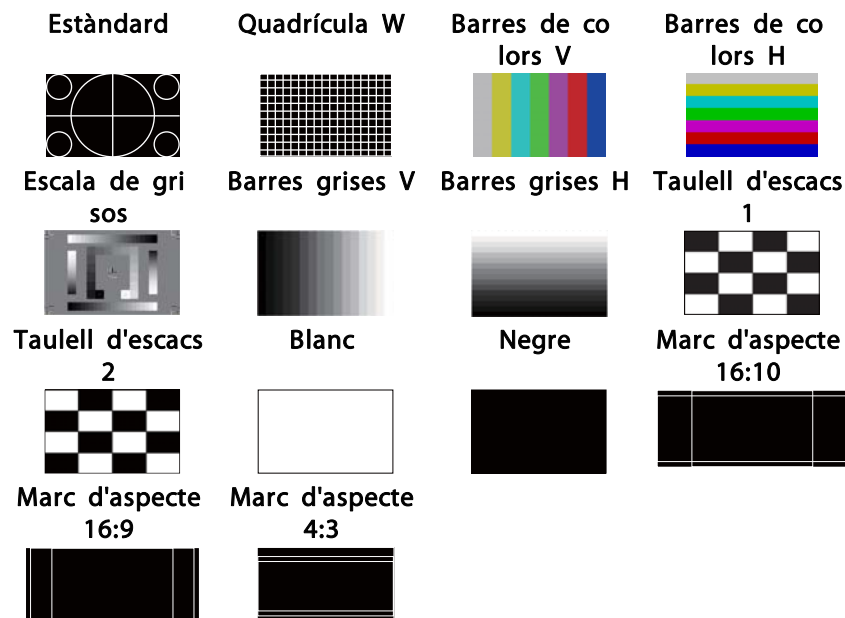 Estàndard
Quadrícula W
Barres de co
lors V
Barres de co
lors H
Escala de gri
sos
Barres grises V
Barres grises H
Taulell d'escacs
1
Taulell d'escacs
2
Blanc
Negre
Marc d'aspecte
16:10
Marc d'aspecte
16:9
Marc d'aspecte
4:3